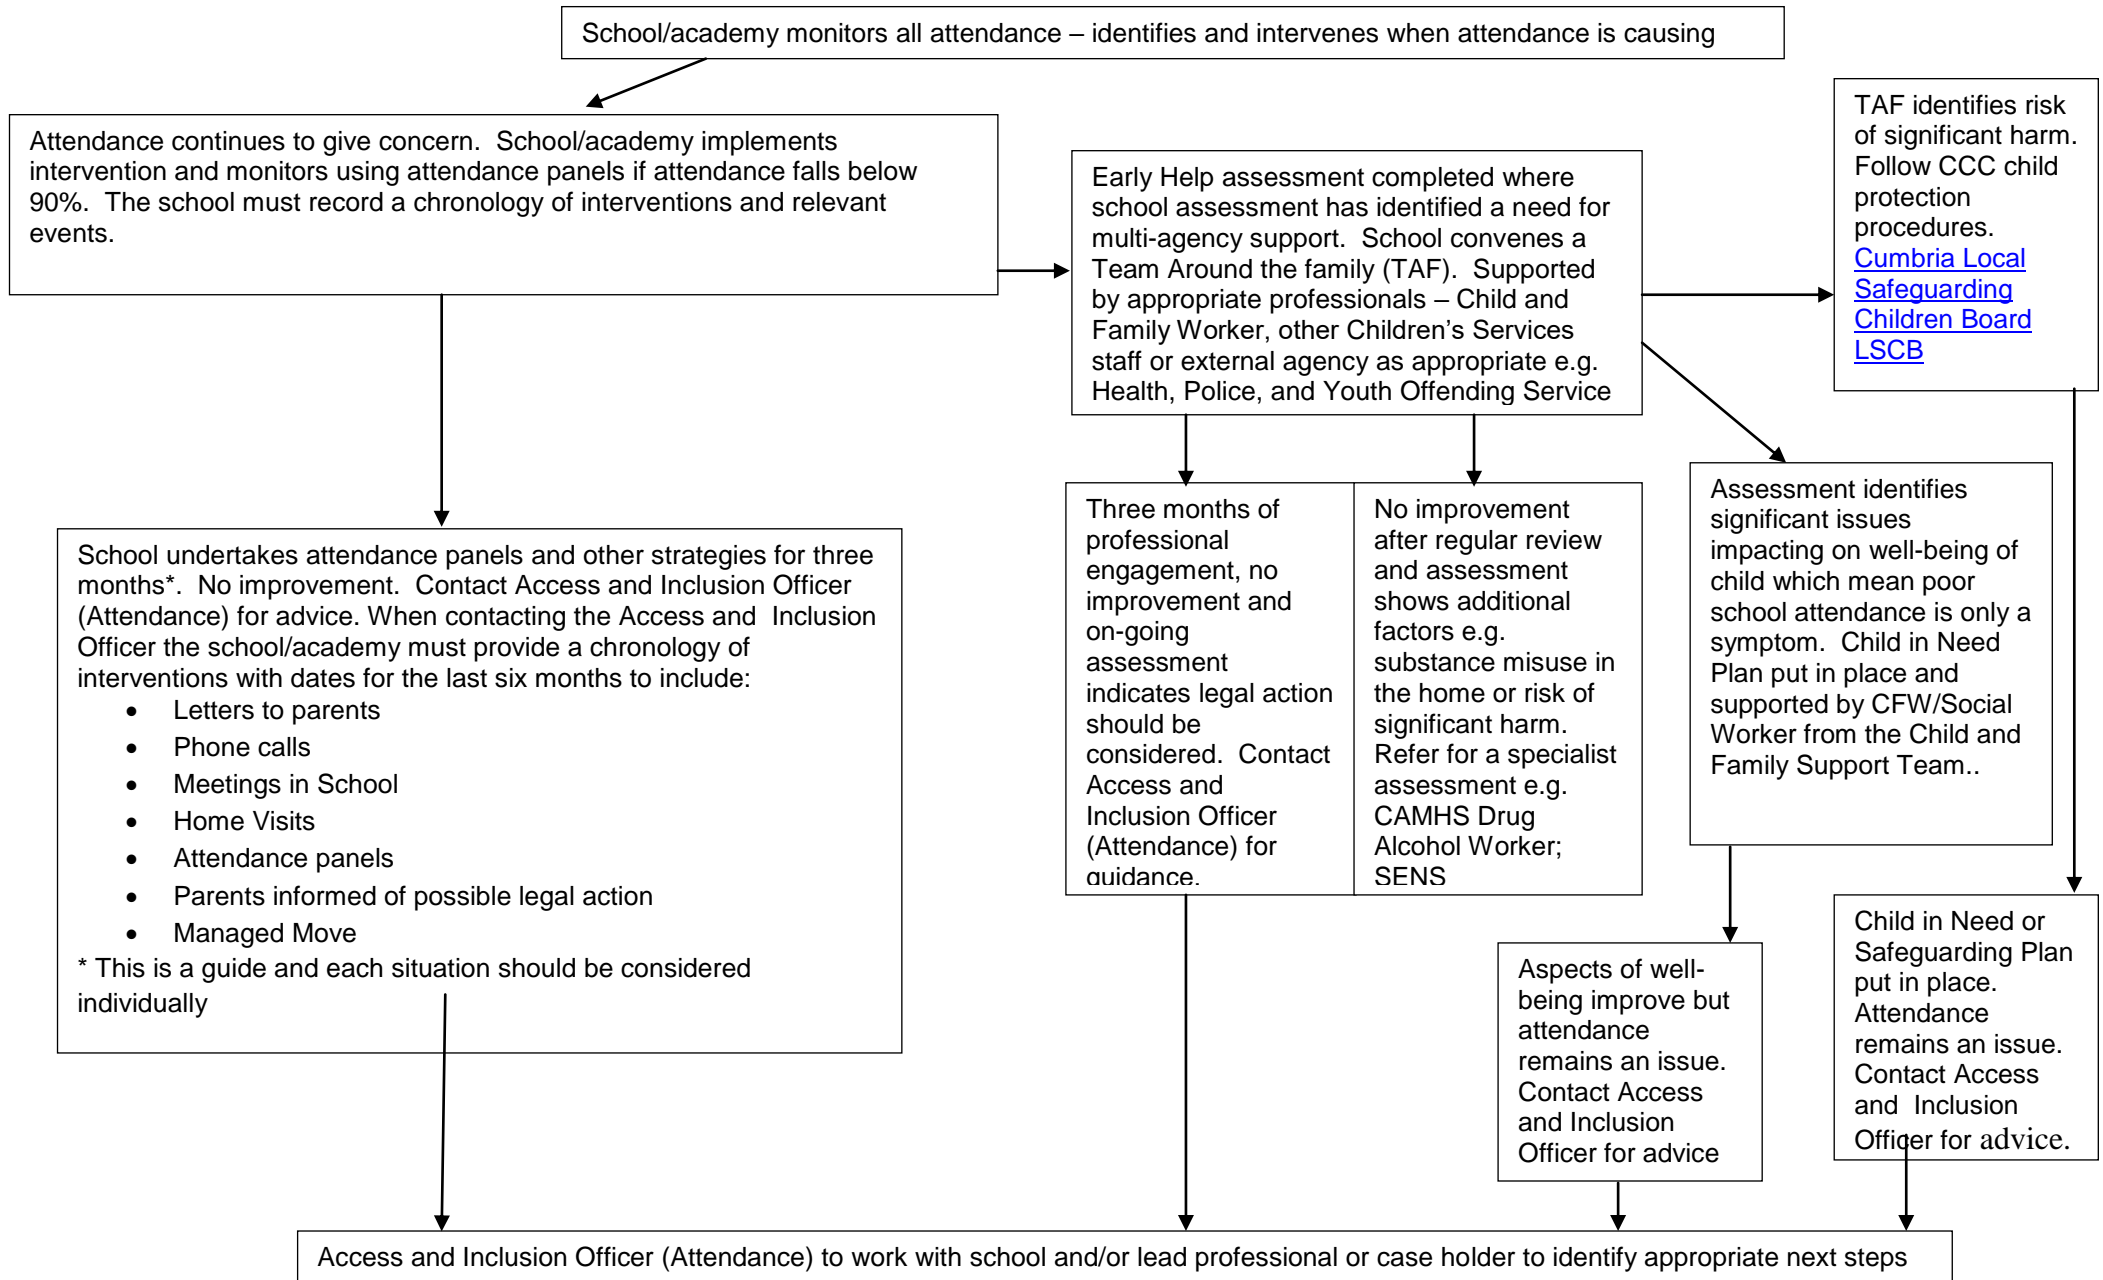 School/academy monitors all attendance – identifies and intervenes when attendance is causing
Attendance continues to give concern.  School/academy implements
intervention and monitors using attendance panels if attendance falls below
90%.  The school must record a chronology of interventions and relevant
events.
Early Help assessment completed where
school assessment has identified a need for
multi-agency support.  School convenes a
Team Around the family (TAF).  Supported
by appropriate professionals – Child and
Family Worker, other Children's Services
staff or external agency as appropriate e.g.
Health, Police, and Youth Offending Service
TAF identifies risk
of significant harm.
Follow CCC child
protection
procedures.
Cumbria Local
Safeguarding
Children Board
LSCB
School undertakes attendance panels and other strategies for three
months*.  No improvement.  Contact Access and Inclusion Officer
(Attendance) for advice. When contacting the Access and  Inclusion
Officer the school/academy must provide a chronology of
interventions with dates for the last six months to include:
• Letters to parents
• Phone calls
• Meetings in School
• Home Visits
• Attendance panels
• Parents informed of possible legal action
• Managed Move
* This is a guide and each situation should be considered
individually
Three months of
professional
engagement, no
improvement and
on-going
assessment
indicates legal action
should be
considered.  Contact
Access and
Inclusion Officer
(Attendance) for
guidance.
No improvement
after regular review
and assessment
shows additional
factors e.g.
substance misuse in
the home or risk of
significant harm.
Refer for a specialist
assessment e.g.
CAMHS Drug
Alcohol Worker;
SENS
Assessment identifies
significant issues
impacting on well-being of
child which mean poor
school attendance is only a
symptom.  Child in Need
Plan put in place and
supported by CFW/Social
Worker from the Child and
Family Support Team..
Aspects of well-
being improve but
attendance
remains an issue.
Contact Access
and Inclusion
Officer for advice
Child in Need or
Safeguarding Plan
put in place.
Attendance
remains an issue.
Contact Access
and  Inclusion
Officer for advice.
Access and Inclusion Officer (Attendance) to work with school and/or lead professional or case holder to identify appropriate next steps